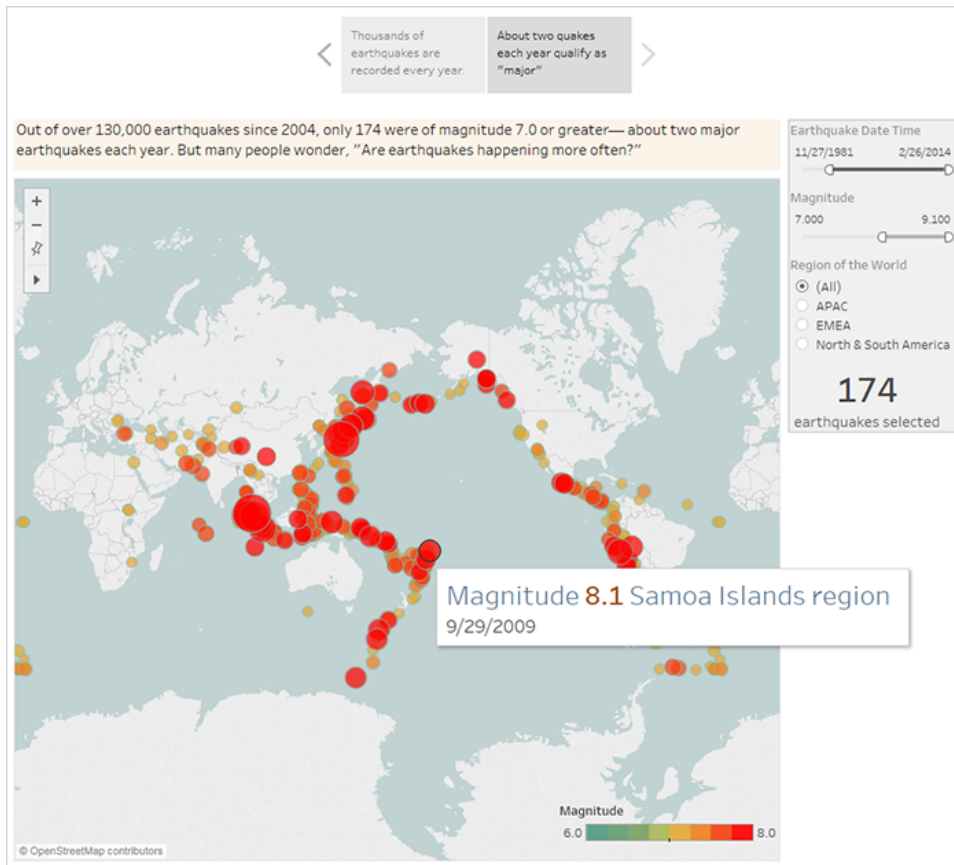 Thousands of
earthquakes are
recorded every year.
About two quakes
each year qualify as
"major"
Out of over 130,000 earthquakes since 2004, only 174 were of magnitude 7.0 or greater— about two major
earthquakes each year. But many people wonder, "Are earthquakes happening more often?"
Earthquake Date Time
11/27/1981 2/26/2014
Magnitude
7.000 9.100
Region of the World
(All)
APAC
EMEA
North & South America
174
earthquakes selected
Magnitude 8.1 Samoa Islands region
9/29/2009
Magnitude
6.0 8.0
© OpenStreetMap contributors